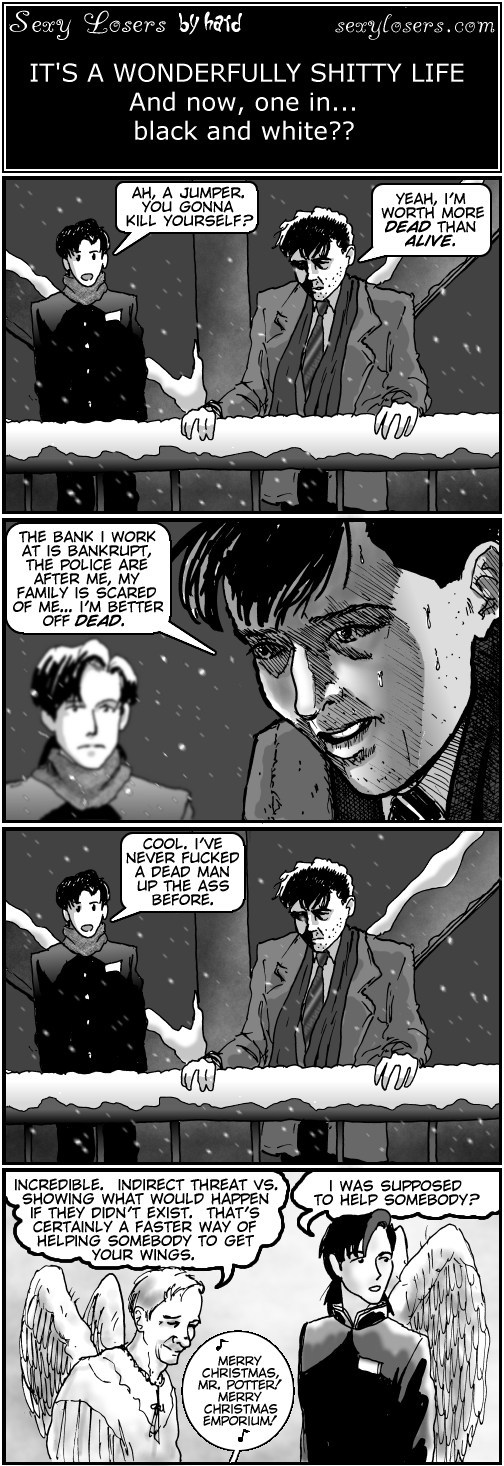 Sexy Losers by hard
sexylosers.com
IT'S A WONDERFULLY SHITTY LIFE
And now, one in...
black and white??
AH, A JUMPER.
YOU GONNA
KILL YOURSELF?
YEAH, I'M
WORTH MORE
DEAD THAN
ALIVE.
THE BANK I WORK
AT IS BANKRUPT,
THE POLICE ARE
AFTER ME, MY
FAMILY IS SCARED
OF ME... I'M BETTER
OFF DEAD.
COOL. I'VE
NEVER FUCKED
A DEAD MAN
UP THE ASS
BEFORE.
INCREDIBLE. INDIRECT THREAT VS.
SHOWING WHAT WOULD HAPPEN
IF THEY DIDN'T EXIST. THAT'S
CERTAINLY A FASTER WAY OF
HELPING SOMEBODY TO GET
YOUR WINGS.
I WAS SUPPOSED
TO HELP SOMEBODY?
♪
MERRY
CHRISTMAS,
MR. POTTER!
MERRY
CHRISTMAS
EMPORIUM!
♪